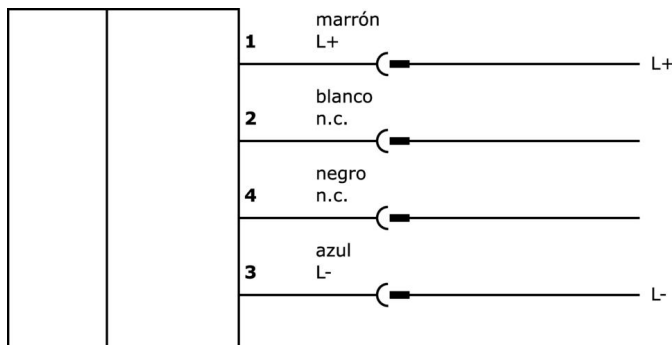 marrón
1 L+
L+
blanco
2 n.c.
negro
4 n.c.
azul
3 L-
L-